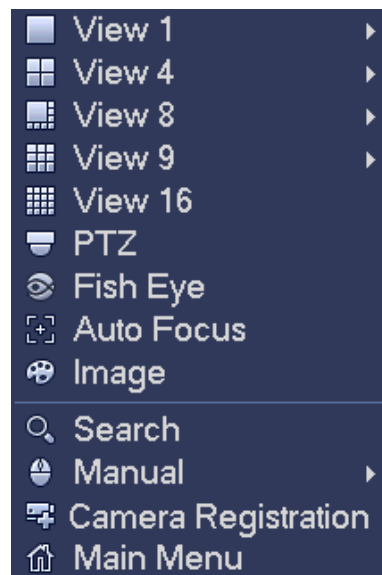 View 1
View 4
View 8
View 9
View 16
PTZ
Fish Eye
Auto Focus
Image
Search
Manual
Camera Registration
Main Menu